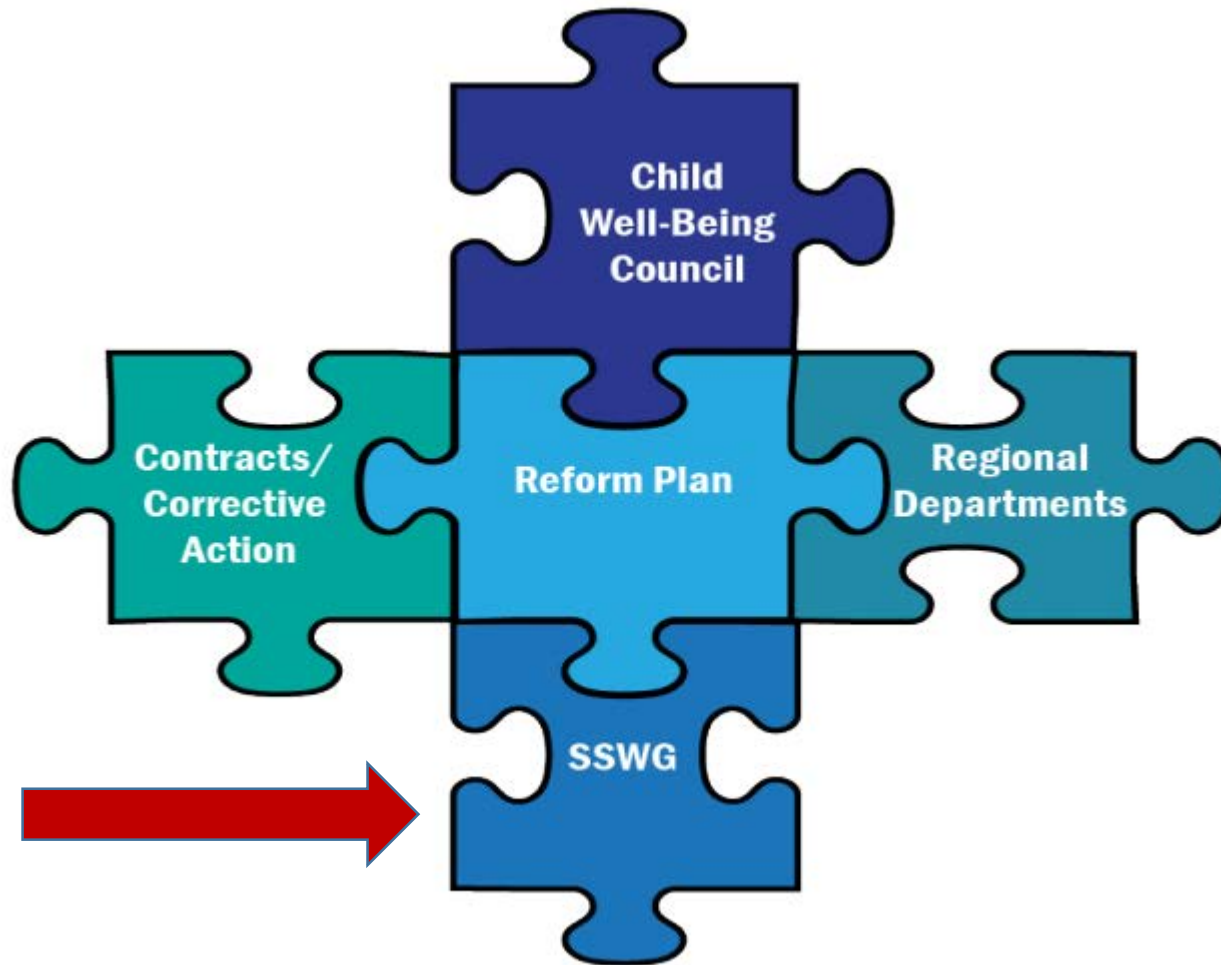 Child
Well-Being
Council
Contracts/
Corrective
Action
Reform Plan
Regional
Departments
SSWG